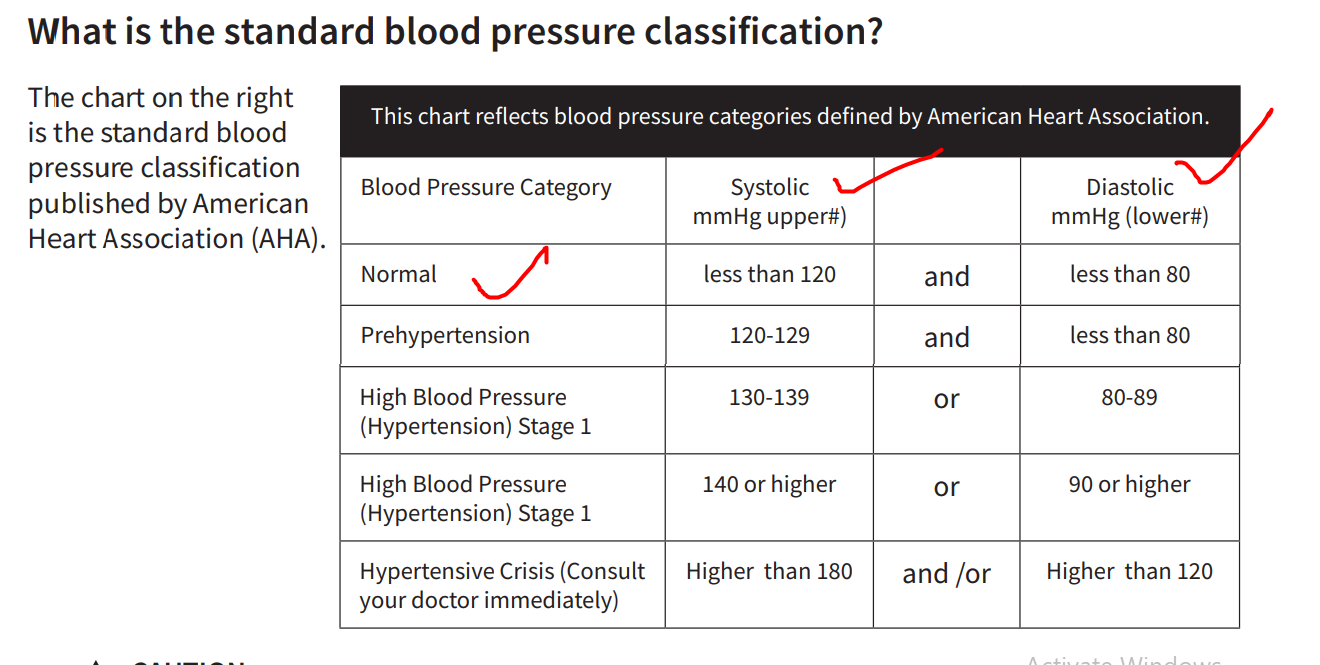 What is the standard blood pressure classification?
The chart on the right
is the standard blood
pressure classification
published by American
Heart Association (AHA).
This chart reflects blood pressure categories defined by American Heart Association.
Blood Pressure Category
Systolic
mmHg upper#)
Diastolic
mmHg (lower#)
Normal
less than 120
and
less than 80
Prehypertension
120-129
and
less than 80
High Blood Pressure
(Hypertension) Stage 1
130-139
or
80-89
High Blood Pressure
(Hypertension) Stage 1
140 or higher
or
90 or higher
Hypertensive Crisis (Consult
your doctor immediately)
Higher than 180
and /or
Higher than 120
CAUTION
Activate Windows